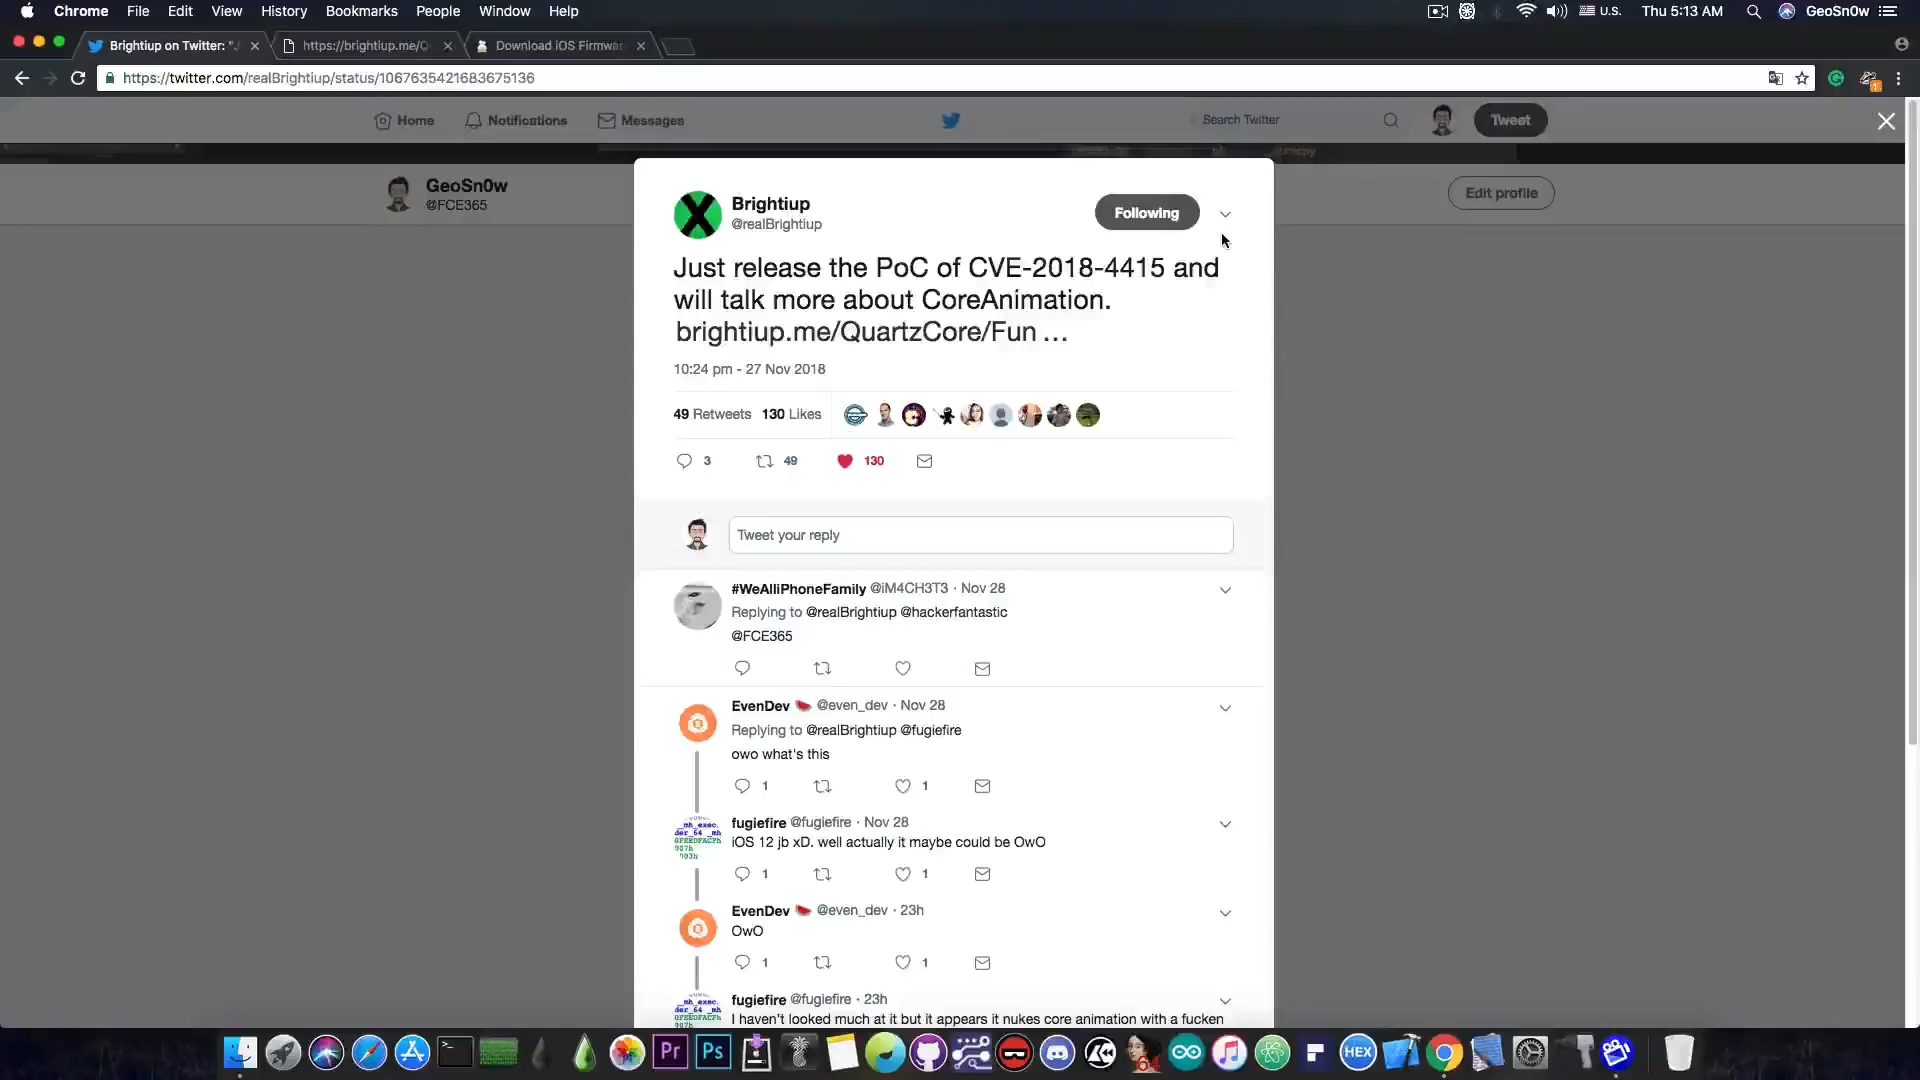 Chrome File Edit View History Bookmarks People Window Help U.S. Thu 5:13 AM GeoSn0w
Brightiup on Twitter: "J https://brightiup.me/Q Download iOS Firmwar
https://twitter.com/realBrightiup/status/1067635421683675136
Home Notifications Messages Search Twitter Tweet
GeoSn0w
@FCE365
Edit profile
Brightiup
@realBrightiup
Following
Just release the PoC of CVE-2018-4415 and
will talk more about CoreAnimation.
brightiup.me/QuartzCore/Fun ...
10:24 pm - 27 Nov 2018
49 Retweets 130 Likes
3 49 130
Tweet your reply
#WeAlliPhoneFamily @iM4CH3T3 · Nov 28
Replying to @realBrightiup @hackerfantastic
@FCE365
EvenDev 🍉 @even_dev · Nov 28
Replying to @realBrightiup @fugiefire
owo what's this
1 1
fugiefire @fugiefire · Nov 28
iOS 12 jb xD. well actually it maybe could be OwO
1 1
EvenDev 🍉 @even_dev · 23h
OwO
1 1
fugiefire @fugiefire · 23h
I haven't looked much at it but it appears it nukes core animation with a fucken
Pr Ps 64 HEX